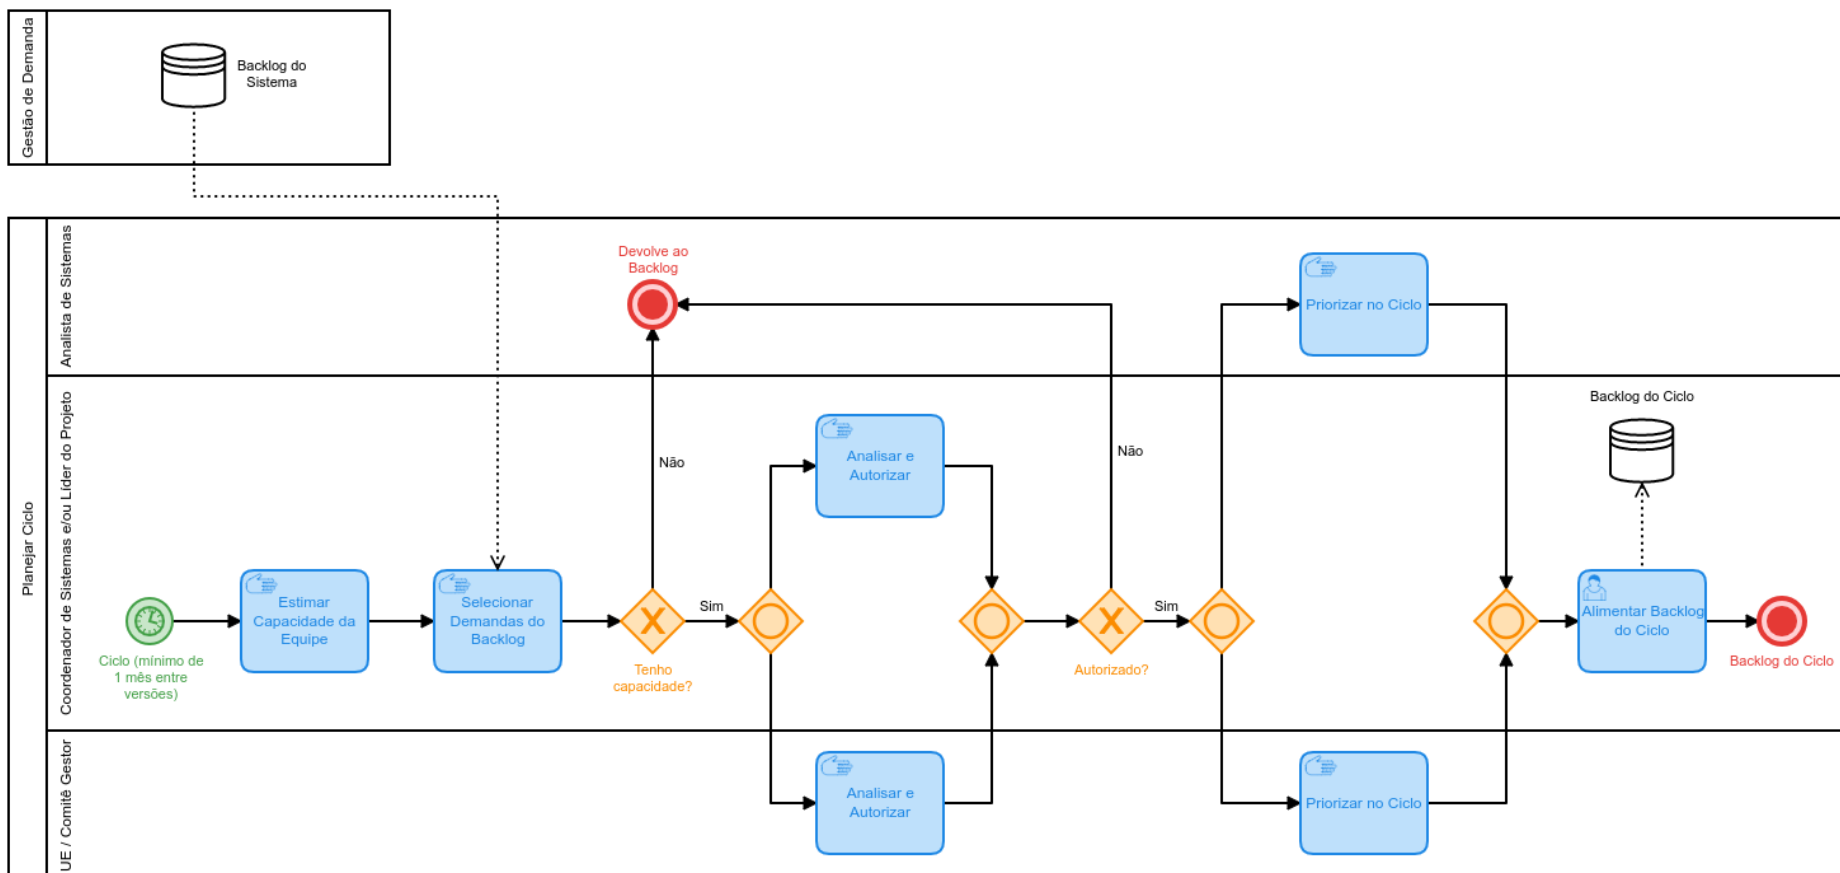 Gestão de Demanda
Backlog do
Sistema
Planejar Ciclo
Analista de Sistemas
Devolve ao
Backlog
Priorizar no Ciclo
Coordenador de Sistemas e/ou Líder do Projeto
Backlog do Ciclo
Não
Analisar e
Autorizar
Não
Ciclo (mínimo de
1 mês entre
versões)
Estimar
Capacidade da
Equipe
Selecionar
Demandas do
Backlog
Tenho
capacidade?
Sim
Autorizado?
Sim
Alimentar Backlog
do Ciclo
Backlog do Ciclo
UE / Comitê Gestor
Analisar e
Autorizar
Priorizar no Ciclo